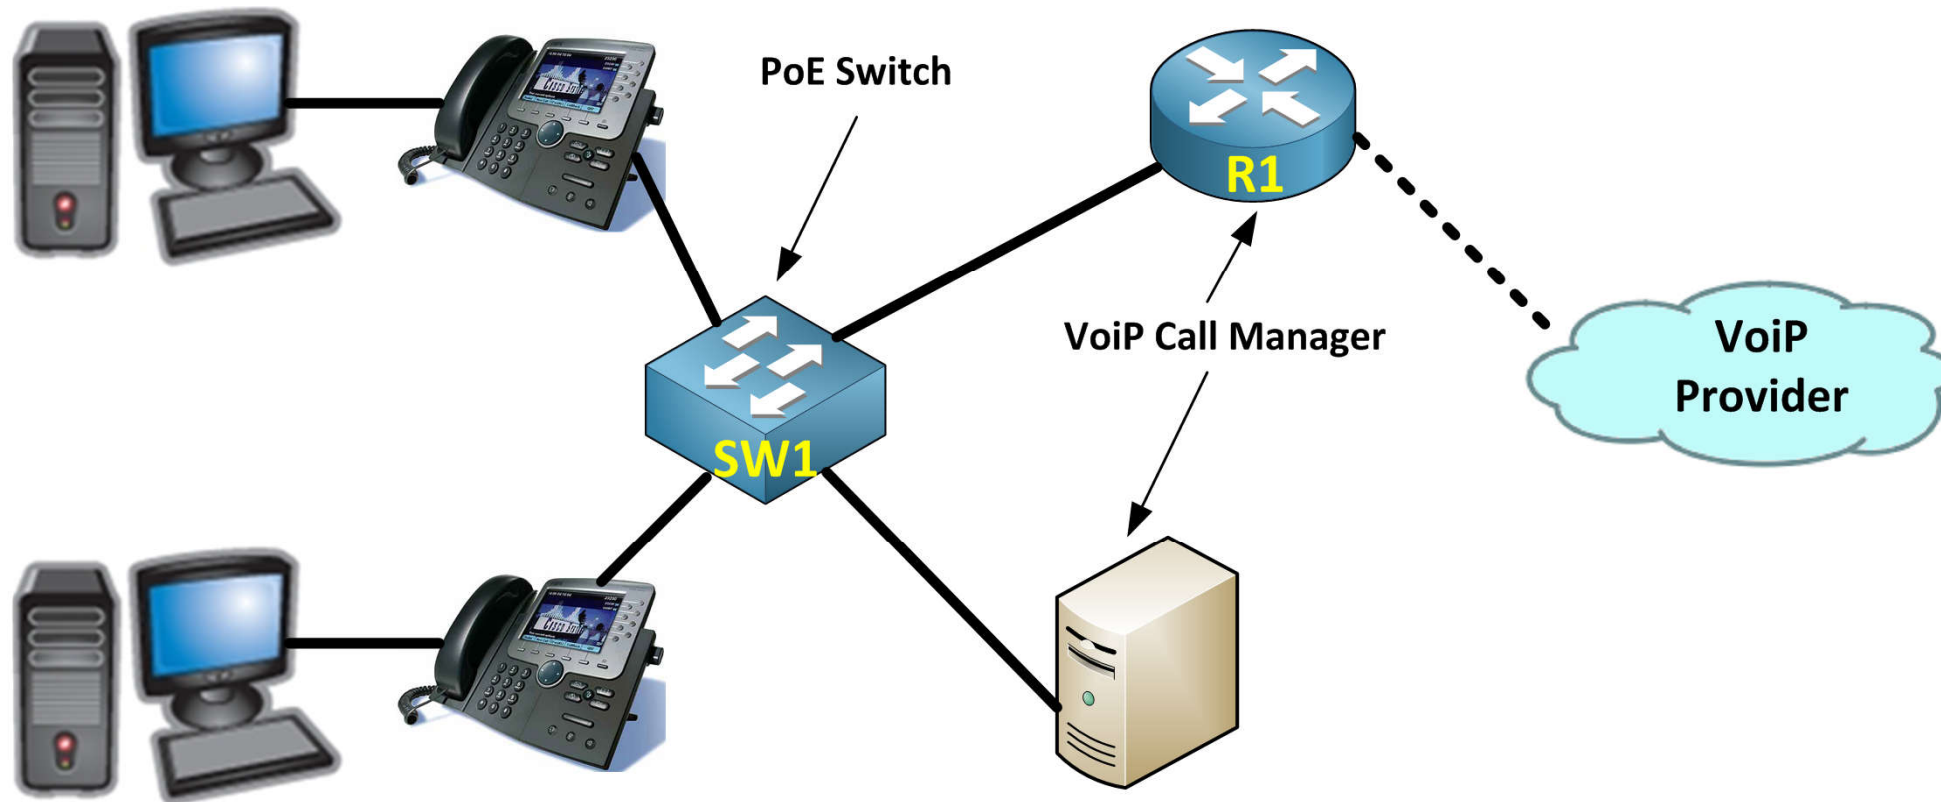 PoE Switch
R1
VoiP Call Manager
VoiP
Provider
SW1